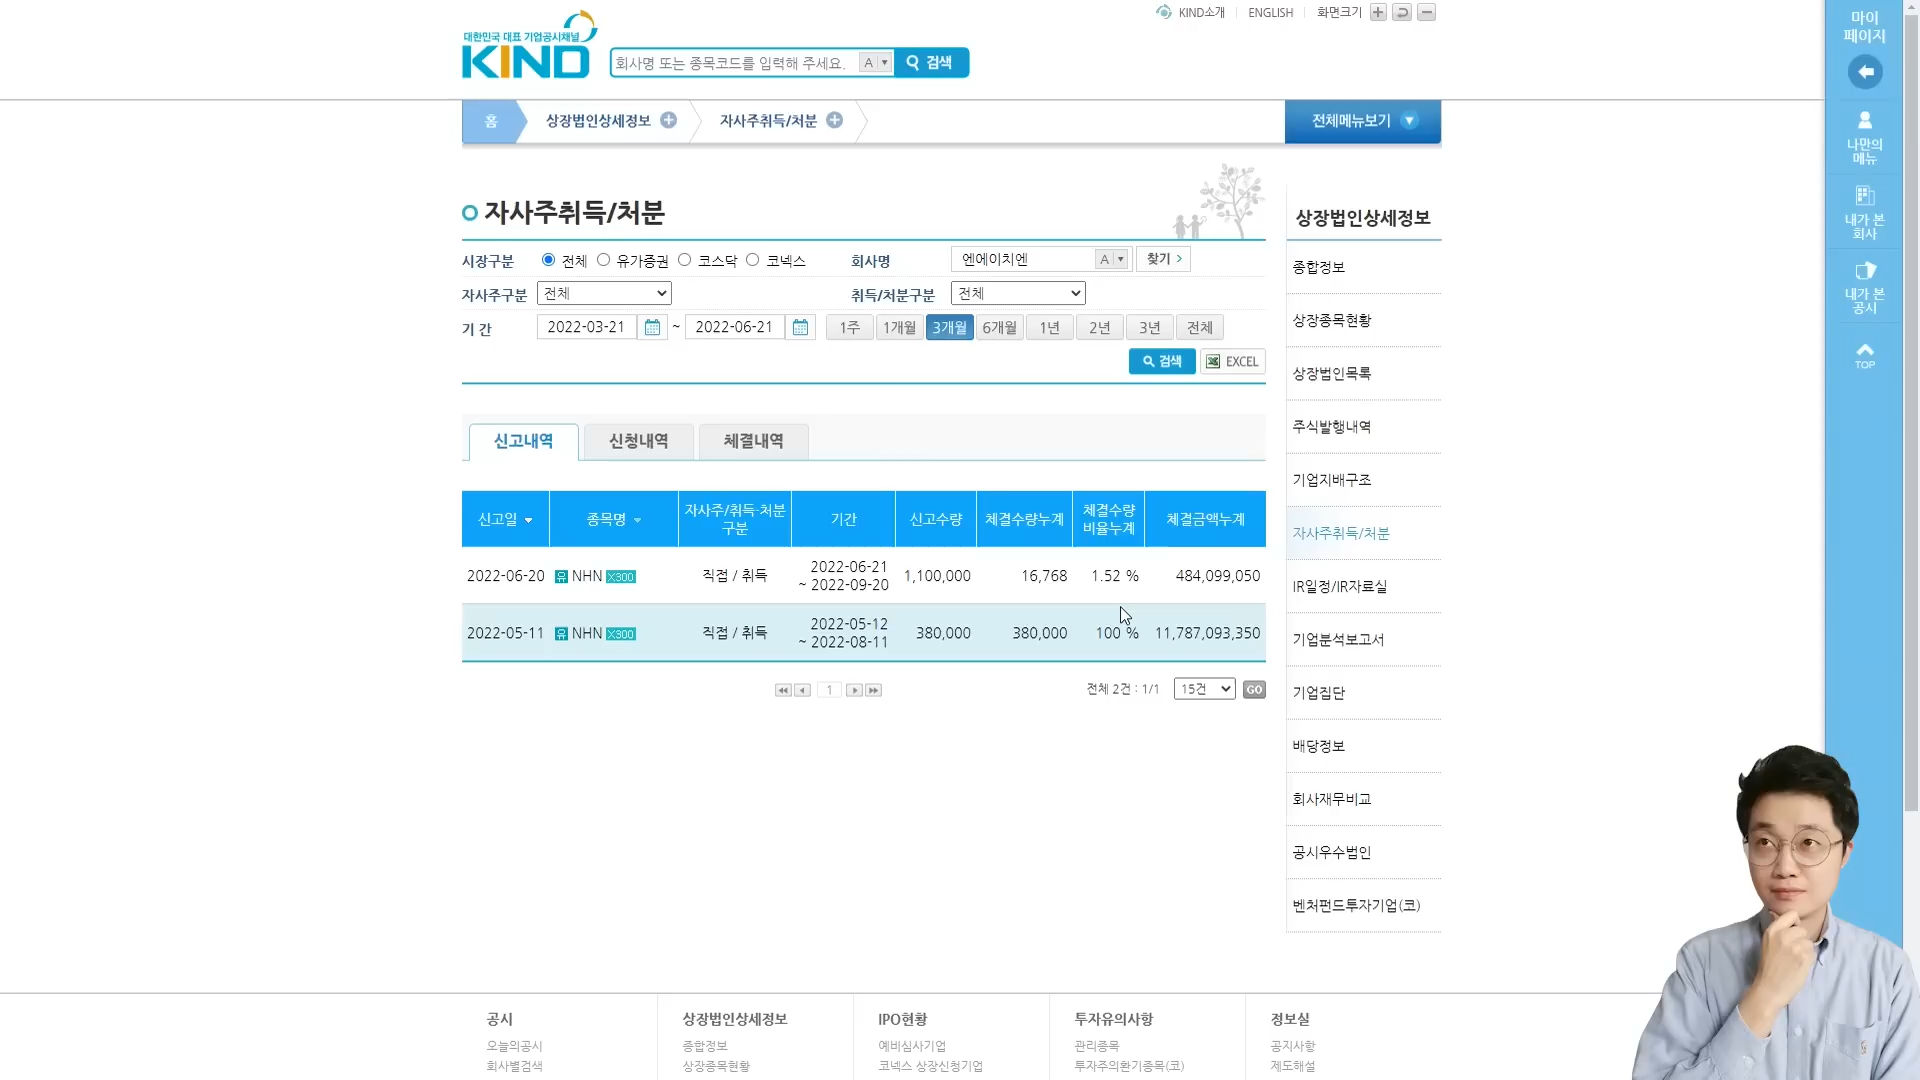 KIND소개 ENGLISH 화면크기
대한민국 대표 기업공시채널
KIND
회사명 또는 종목코드를 입력해 주세요. A 검색
홈 상장법인상세정보 자사주취득/처분 전체메뉴보기
자사주취득/처분
시장구분 전체 유가증권 코스닥 코넥스 회사명 엔에이치엔 A 찾기
자사주구분 전체 취득/처분구분 전체
기 간 2022-03-21 ~ 2022-06-21 1주 1개월 3개월 6개월 1년 2년 3년 전체
검색 EXCEL
신고내역 신청내역 체결내역
신고일 종목명 자사주/취득·처분 구분 기간 신고수량 체결수량누계 체결수량 비율누계 체결금액누계
2022-06-20 유 NHN X300 직접 / 취득 2022-06-21 ~ 2022-09-20 1,100,000 16,768 1.52 % 484,099,050
2022-05-11 유 NHN X300 직접 / 취득 2022-05-12 ~ 2022-08-11 380,000 380,000 100 % 11,787,093,350
1 전체 2건 : 1/1 15건 GO
상장법인상세정보
종합정보
상장종목현황
상장법인목록
주식발행내역
기업지배구조
자사주취득/처분
IR일정/IR자료실
기업분석보고서
기업집단
배당정보
회사재무비교
공시우수법인
벤처펀드투자기업(코)
마이
페이지
나만의
메뉴
내가 본
회사
내가 본
공시
TOP
공시 상장법인상세정보 IPO현황 투자유의사항 정보실
오늘의공시 종합정보 예비심사기업 관리종목 공지사항
회사별검색 상장종목현황 코넥스 상장신청기업 투자주의환기종목(코) 제도해설